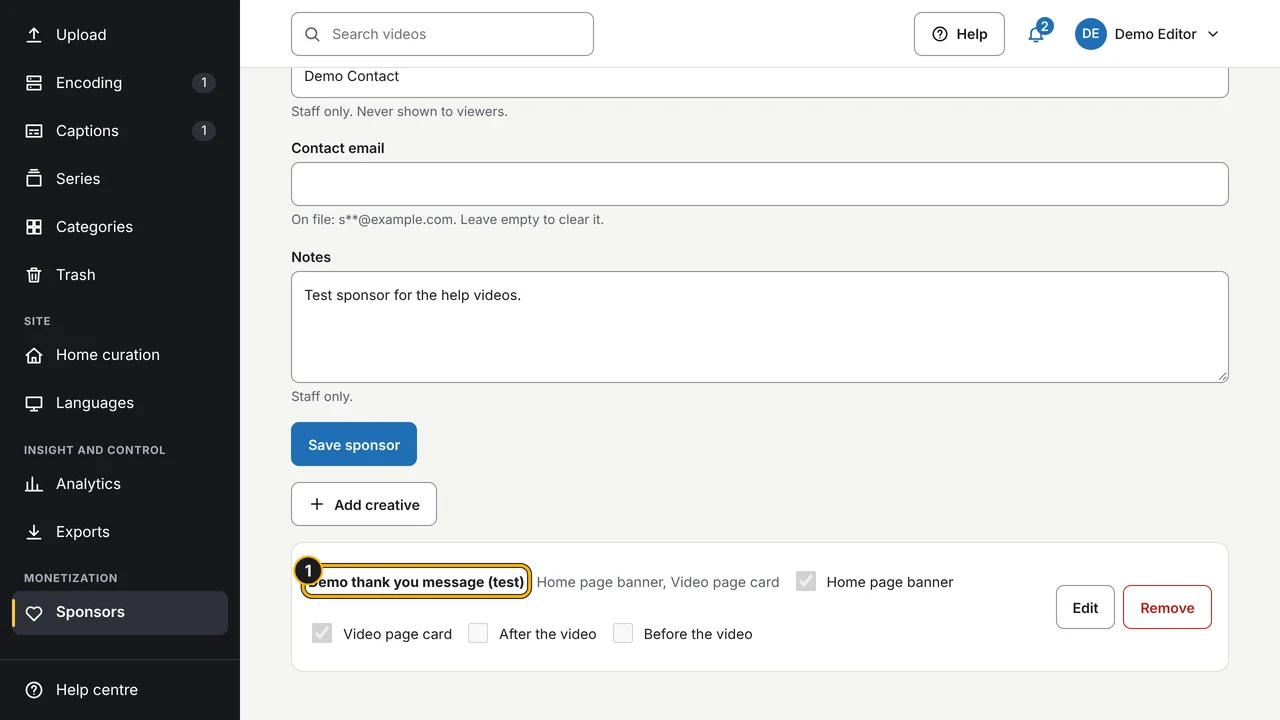 Upload
Encoding 1
Captions 1
Series
Categories
Trash
SITE
Home curation
Languages
INSIGHT AND CONTROL
Analytics
Exports
MONETIZATION
Sponsors
Help centre
Search videos
Help
2
DE Demo Editor
Demo Contact
Staff only. Never shown to viewers.
Contact email
On file: s**@example.com. Leave empty to clear it.
Notes
Test sponsor for the help videos.
Staff only.
Save sponsor
Add creative
1
Demo thank you message (test) Home page banner, Video page card Home page banner
Video page card After the video Before the video
Edit Remove